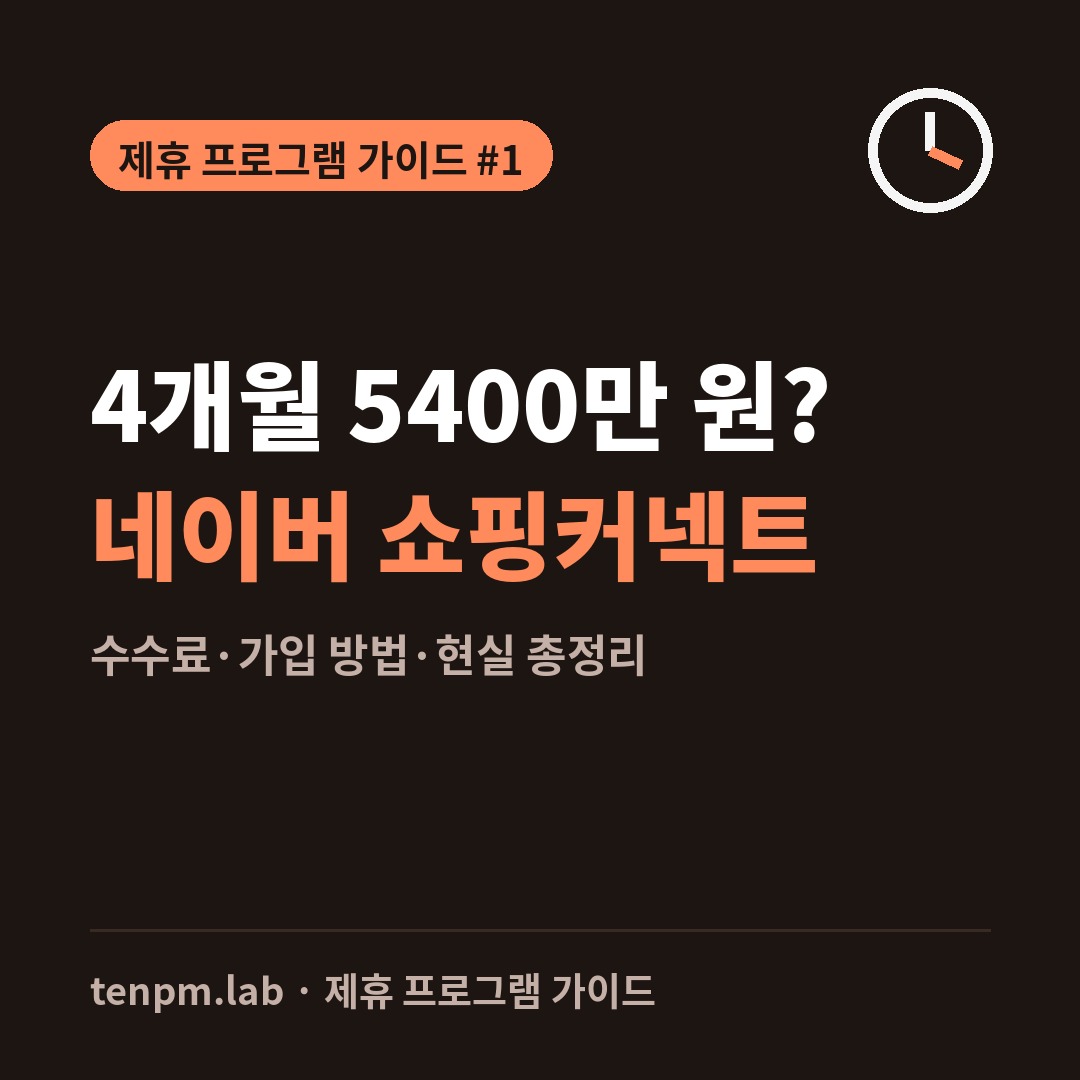 제휴 프로그램 가이드 #1
4개월 5400만 원?
네이버 쇼핑커넥트
수수료·가입 방법·현실 총정리
tenpm.lab · 제휴 프로그램 가이드